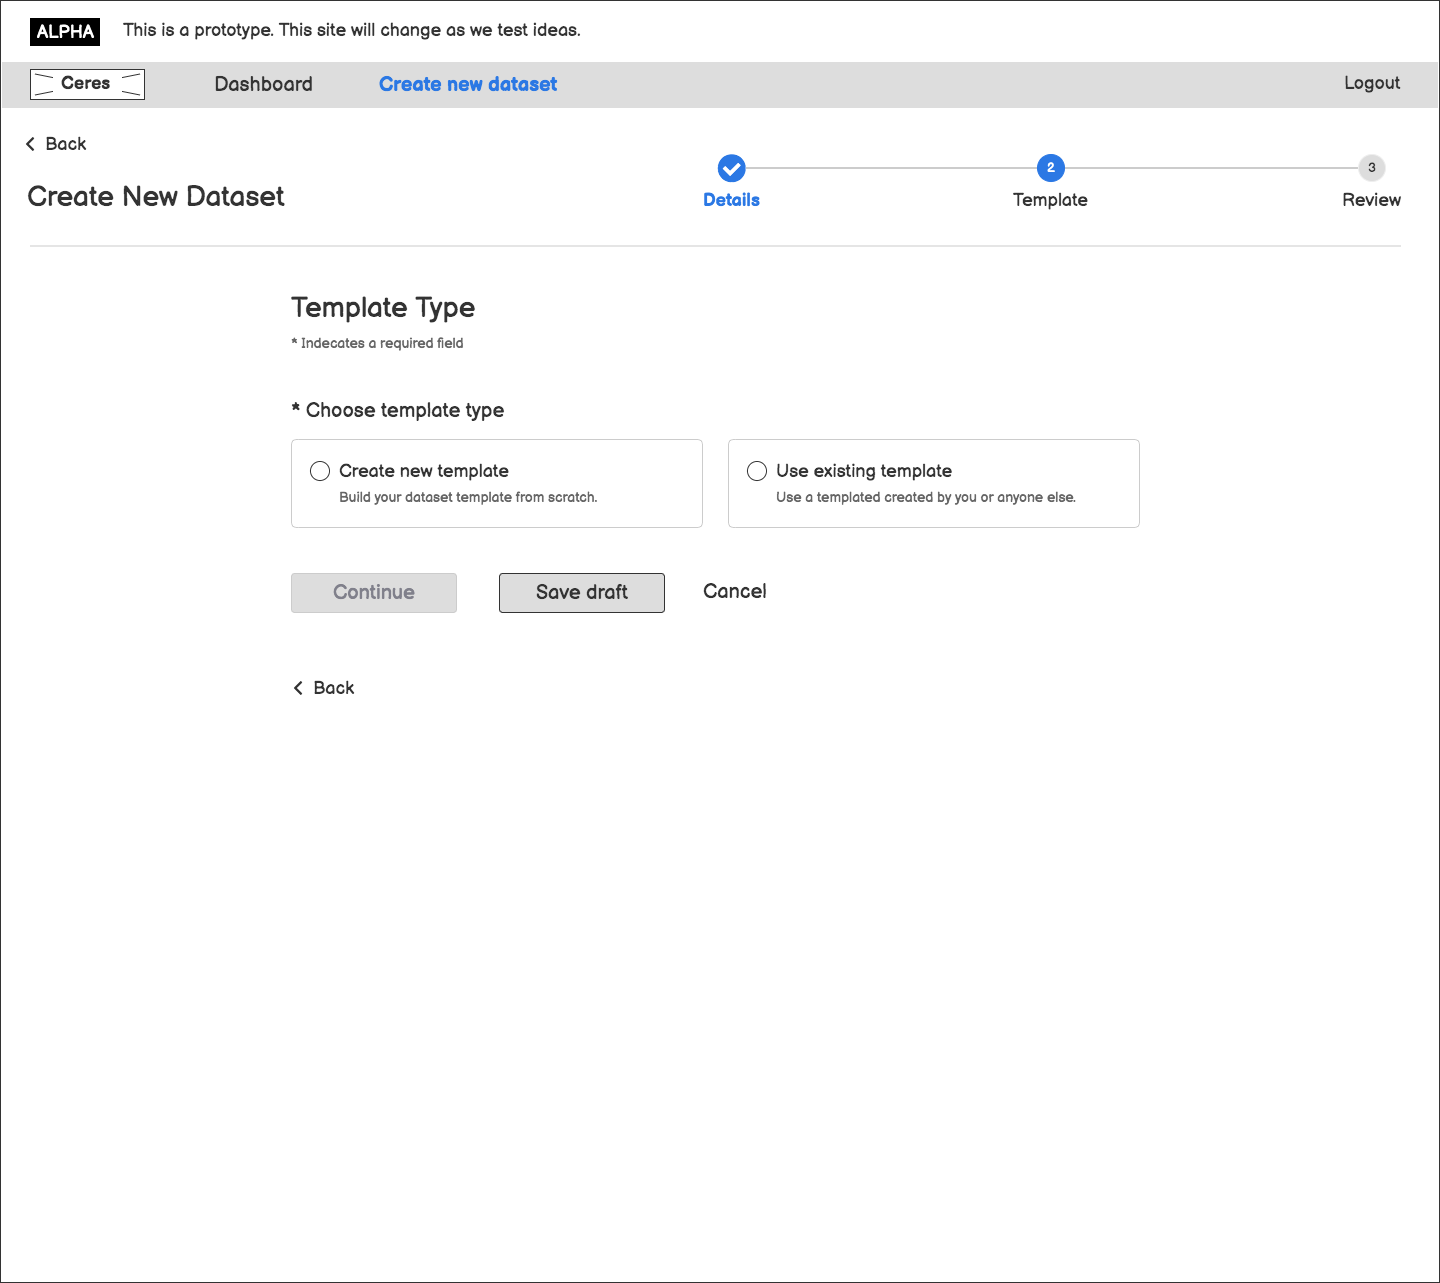 ALPHA This is a prototype. This site will change as we test ideas.
Ceres Dashboard Create new dataset Logout
Back
2 3
Create New Dataset
Details Template Review
Template Type
* Indecates a required field
* Choose template type
Create new template
Build your dataset template from scratch.
Use existing template
Use a templated created by you or anyone else.
Continue Save draft Cancel
Back